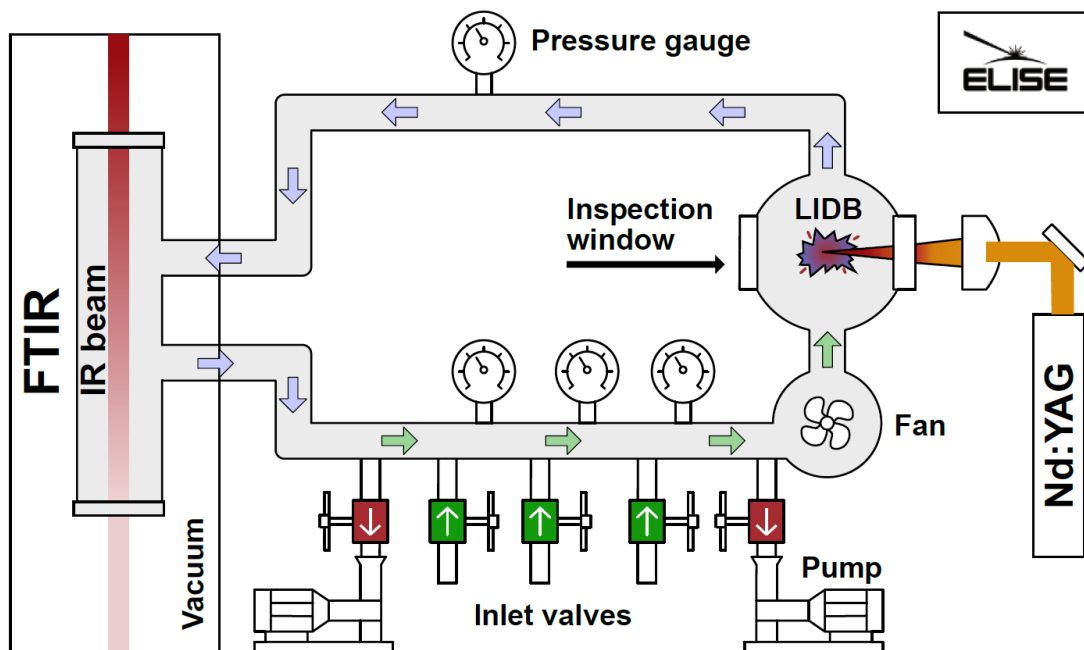 Pressure gauge
ELISE
LIDB
Inspection
window
FTIR
IR beam
Vacuum
Fan
Nd:YAG
Pump
Inlet valves